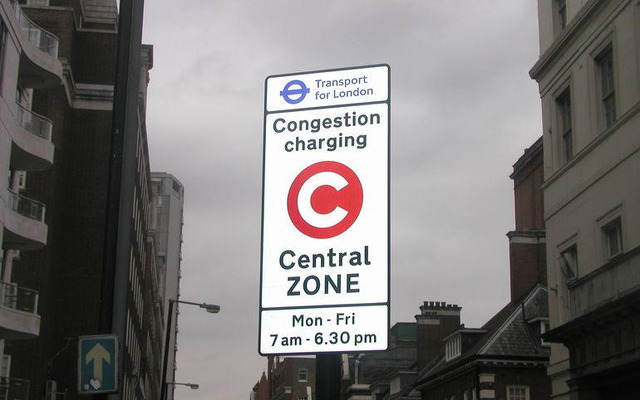 Transport
for London
Congestion
charging
C
Central
ZONE
Mon - Fri
7 am - 6.30 pm